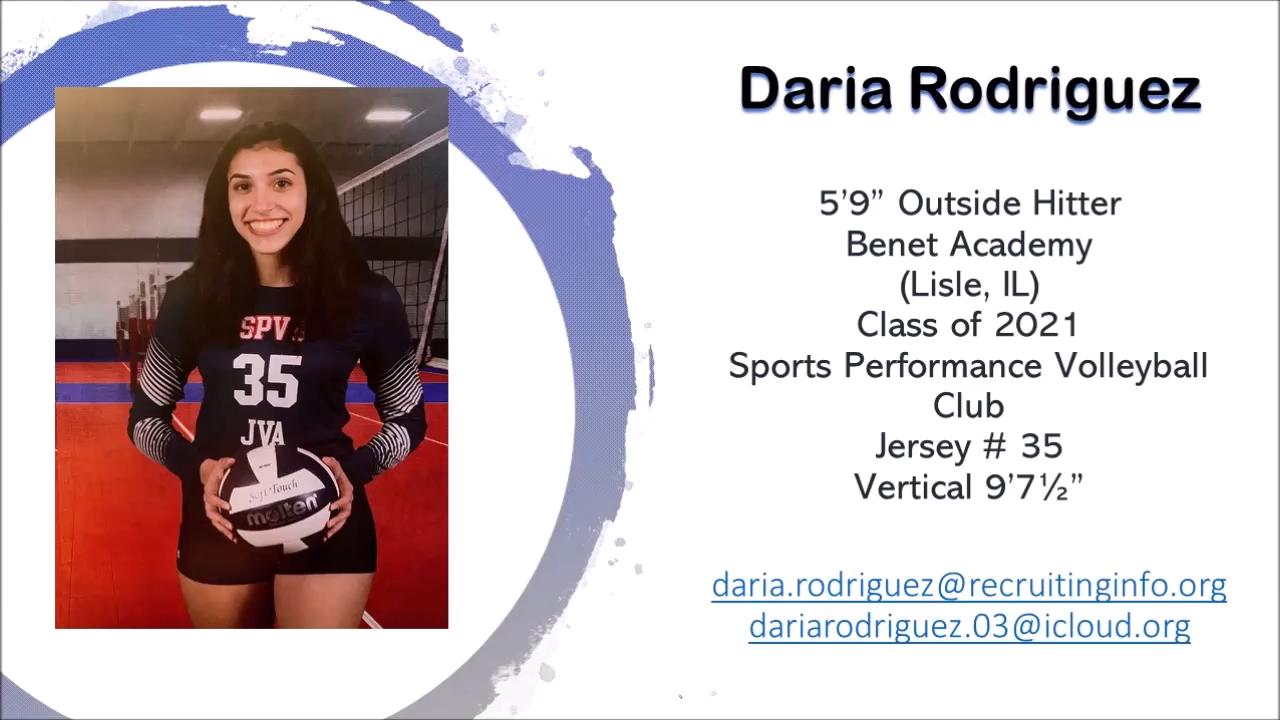 Daria Rodriguez
5'9” Outside Hitter
Benet Academy
(Lisle, IL)
Class of 2021
Sports Performance Volleyball
Club
Jersey # 35
Vertical 9'7½”
daria.rodriguez@recruitinginfo.org
dariarodriguez.03@icloud.org
SPV
35
JVA
Soft Touch
molten